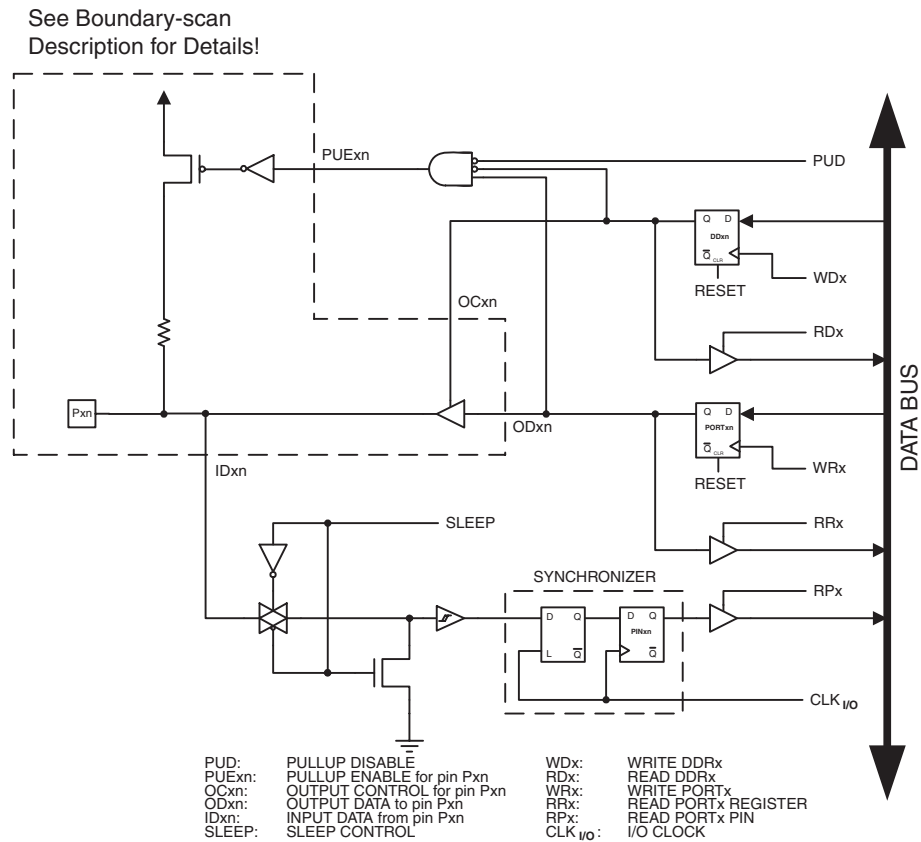 See Boundary-scan
Description for Details!
PUExn
PUD
Q D
DDxn
Q CLR
WDx
RESET
OCxn
RDx
Pxn
ODxn
Q D
PORTxn
Q CLR
WRx
RESET
IDxn
SLEEP
RRx
SYNCHRONIZER
RPx
D Q
L Q
D Q
PINxn
Q
CLK I/O
DATA BUS
PUD: PULLUP DISABLE
PUExn: PULLUP ENABLE for pin Pxn
OCxn: OUTPUT CONTROL for pin Pxn
ODxn: OUTPUT DATA to pin Pxn
IDxn: INPUT DATA from pin Pxn
SLEEP: SLEEP CONTROL
WDx: WRITE DDRx
RDx: READ DDRx
WRx: WRITE PORTx
RRx: READ PORTx REGISTER
RPx: READ PORTx PIN
CLK I/O: I/O CLOCK